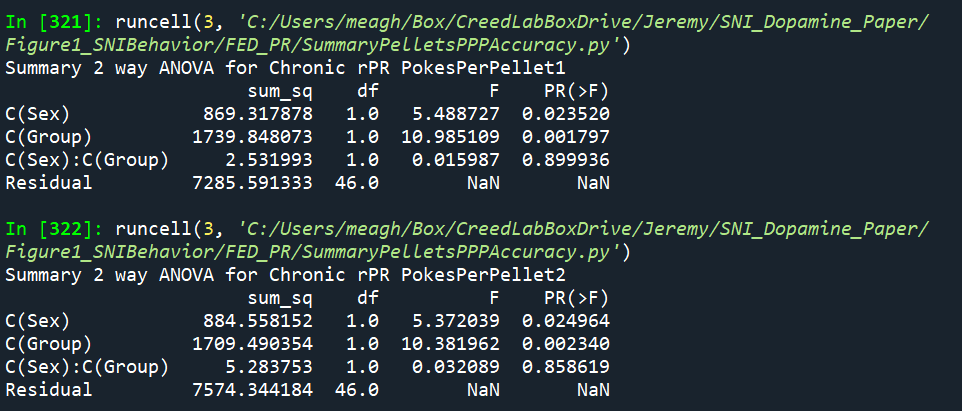 In [321]: runcell(3, 'C:/Users/meagh/Box/CreedLabBoxDrive/Jeremy/SNI_Dopamine_Paper/
Figure1_SNIBehavior/FED_PR/SummaryPelletsPPPAccuracy.py')
Summary 2 way ANOVA for Chronic rPR PokesPerPellet1
sum_sq df F PR(>F)
C(Sex) 869.317878 1.0 5.488727 0.023520
C(Group) 1739.848073 1.0 10.985109 0.001797
C(Sex):C(Group) 2.531993 1.0 0.015987 0.899936
Residual 7285.591333 46.0 NaN NaN
In [322]: runcell(3, 'C:/Users/meagh/Box/CreedLabBoxDrive/Jeremy/SNI_Dopamine_Paper/
Figure1_SNIBehavior/FED_PR/SummaryPelletsPPPAccuracy.py')
Summary 2 way ANOVA for Chronic rPR PokesPerPellet2
sum_sq df F PR(>F)
C(Sex) 884.558152 1.0 5.372039 0.024964
C(Group) 1709.490354 1.0 10.381962 0.002340
C(Sex):C(Group) 5.283753 1.0 0.032089 0.858619
Residual 7574.344184 46.0 NaN NaN